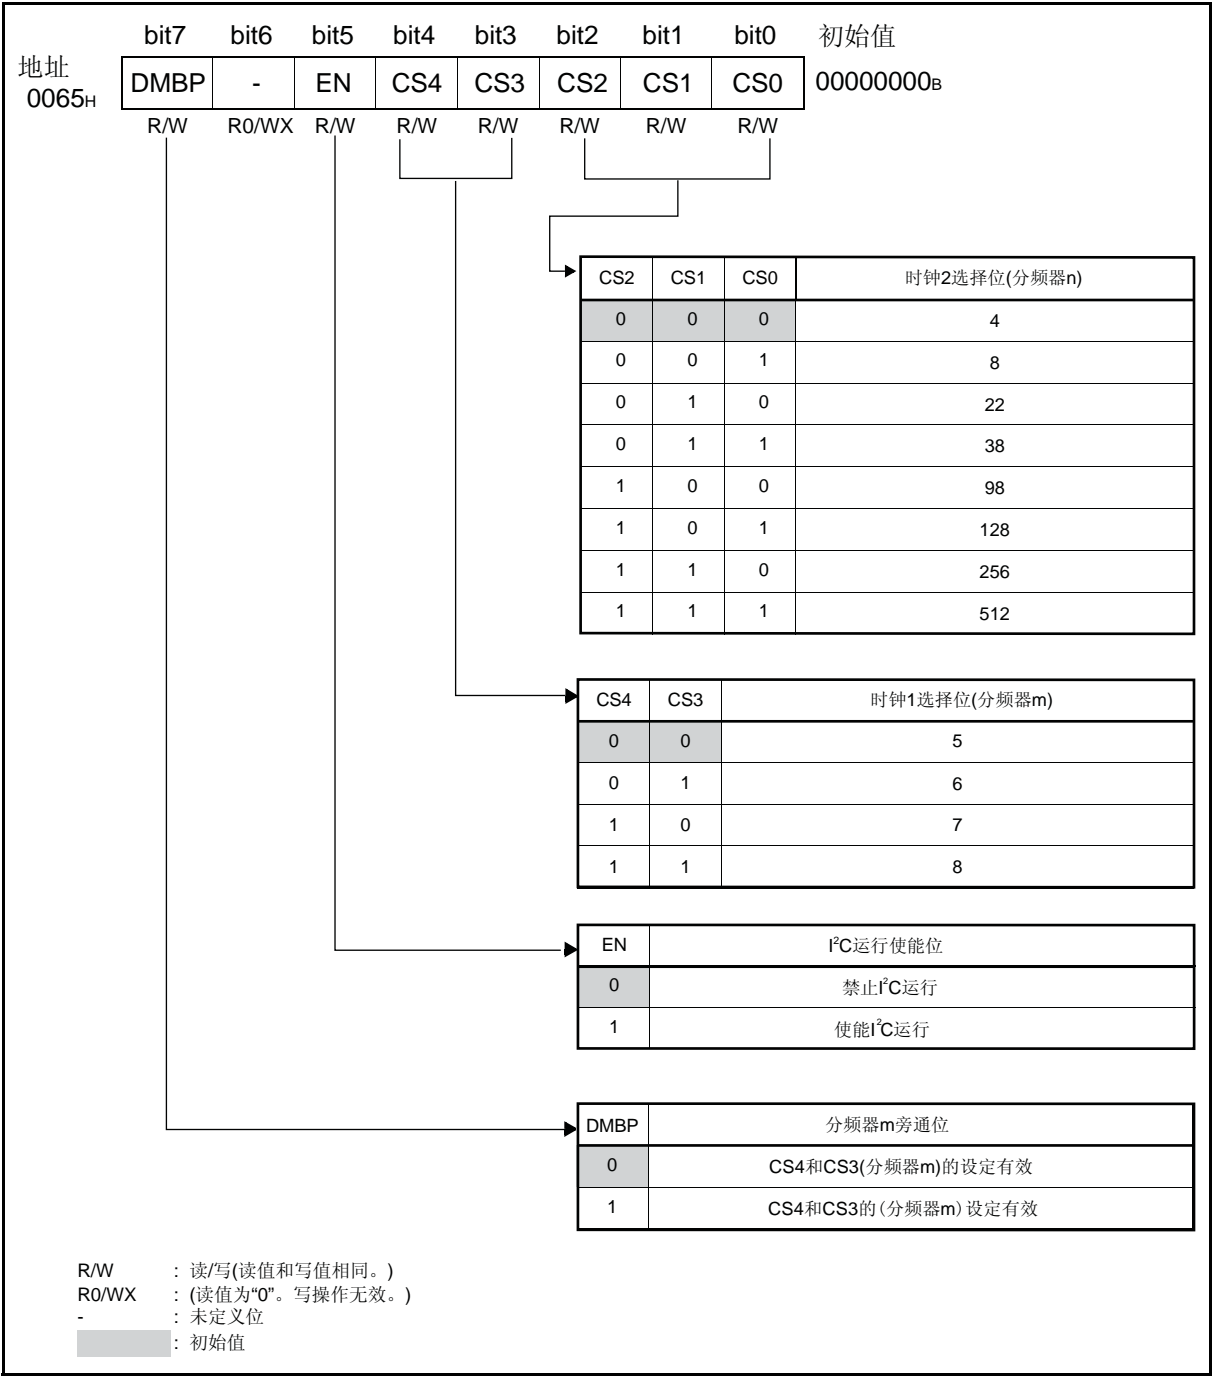 bit7 bit6 bit5 bit4 bit3 bit2 bit1 bit0 初始值
地址
0065H DMBP - EN CS4 CS3 CS2 CS1 CS0 00000000B
R/W R0/WX R/W R/W R/W R/W R/W R/W
CS2 CS1 CS0 时钟2选择位(分频器n)
0 0 0 4
0 0 1 8
0 1 0 22
0 1 1 38
1 0 0 98
1 0 1 128
1 1 0 256
1 1 1 512
CS4 CS3 时钟1选择位(分频器m)
0 0 5
0 1 6
1 0 7
1 1 8
EN I²C运行使能位
0 禁止I²C运行
1 使能I²C运行
DMBP 分频器m旁通位
0 CS4和CS3(分频器m)的设定有效
1 CS4和CS3的(分频器m)设定有效
R/W : 读/写(读值和写值相同。)
R0/WX : (读值为“0”。写操作无效。)
- : 未定义位
: 初始值